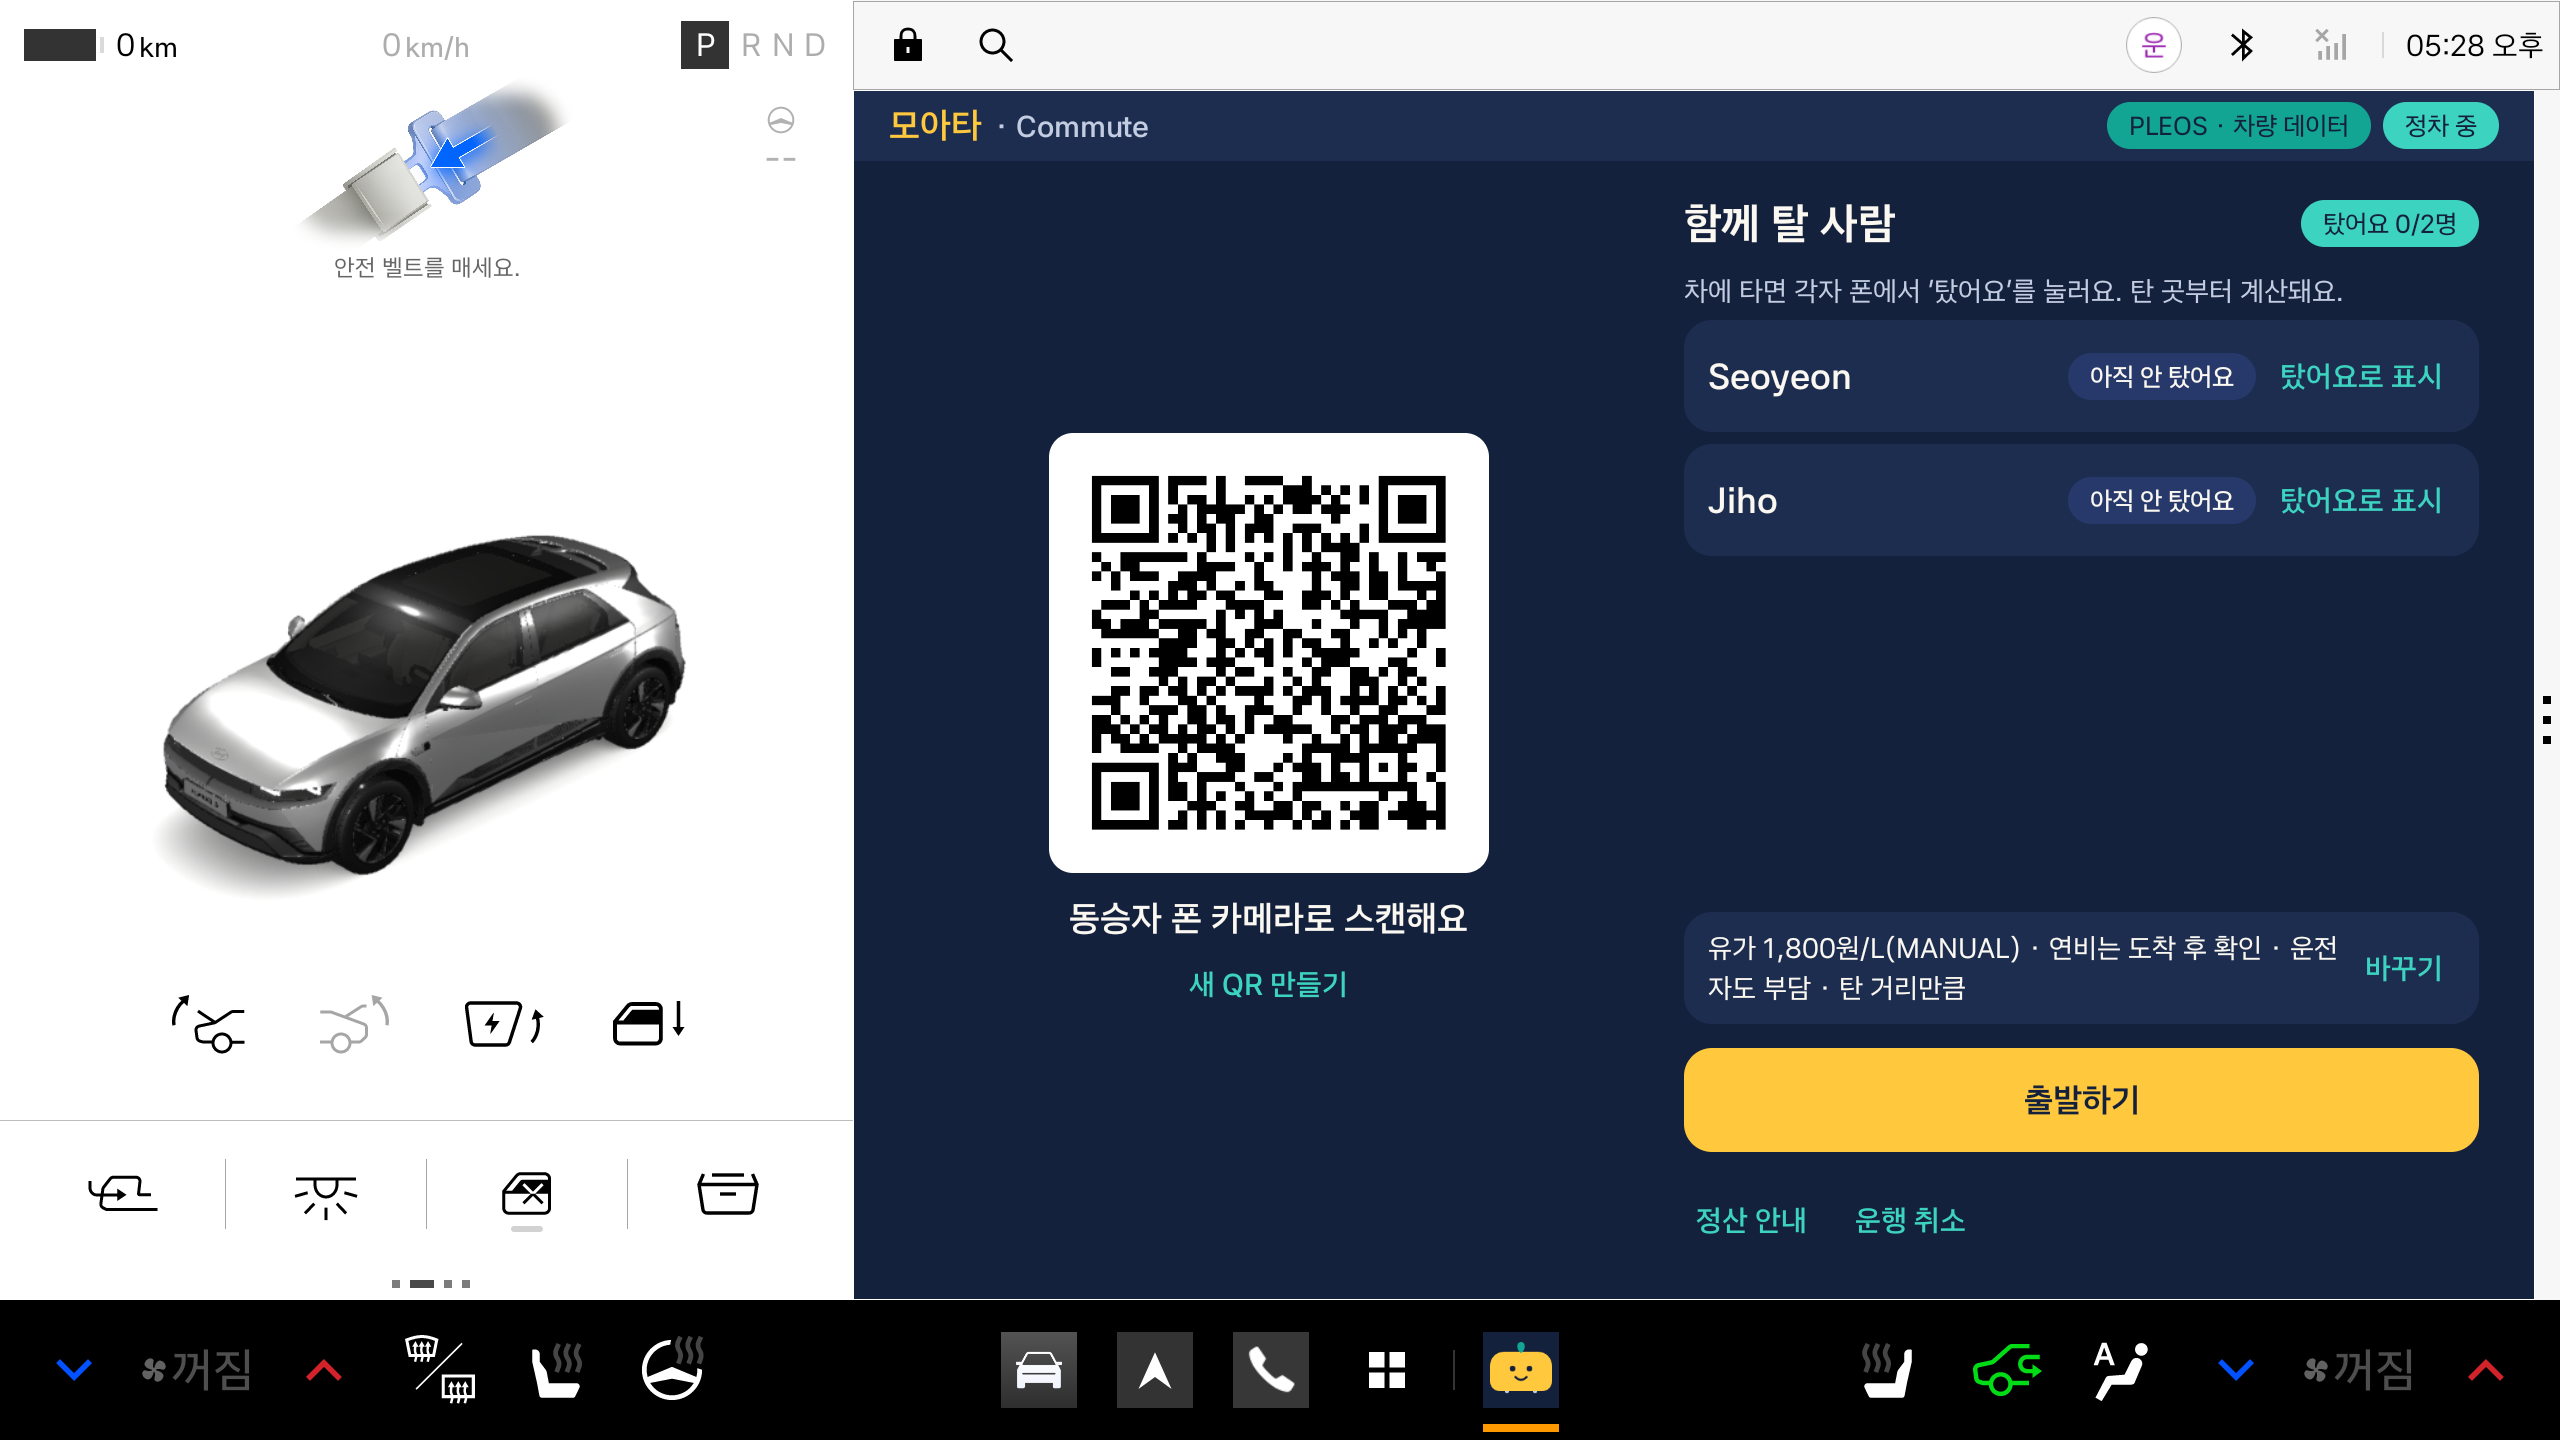 0 km
0 km/h
P R N D
안전 벨트를 매세요.
--
운
05:28 오후
모아타 · Commute
PLEOS · 차량 데이터
정차 중
함께 탈 사람
탔어요 0/2명
차에 타면 각자 폰에서 '탔어요'를 눌러요. 탄 곳부터 계산돼요.
Seoyeon
아직 안 탔어요
탔어요로 표시
Jiho
아직 안 탔어요
탔어요로 표시
동승자 폰 카메라로 스캔해요
새 QR 만들기
유가 1,800원/L(MANUAL) · 연비는 도착 후 확인 · 운전
자도 부담 · 탄 거리만큼
바꾸기
출발하기
정산 안내
운행 취소
꺼짐
A
꺼짐